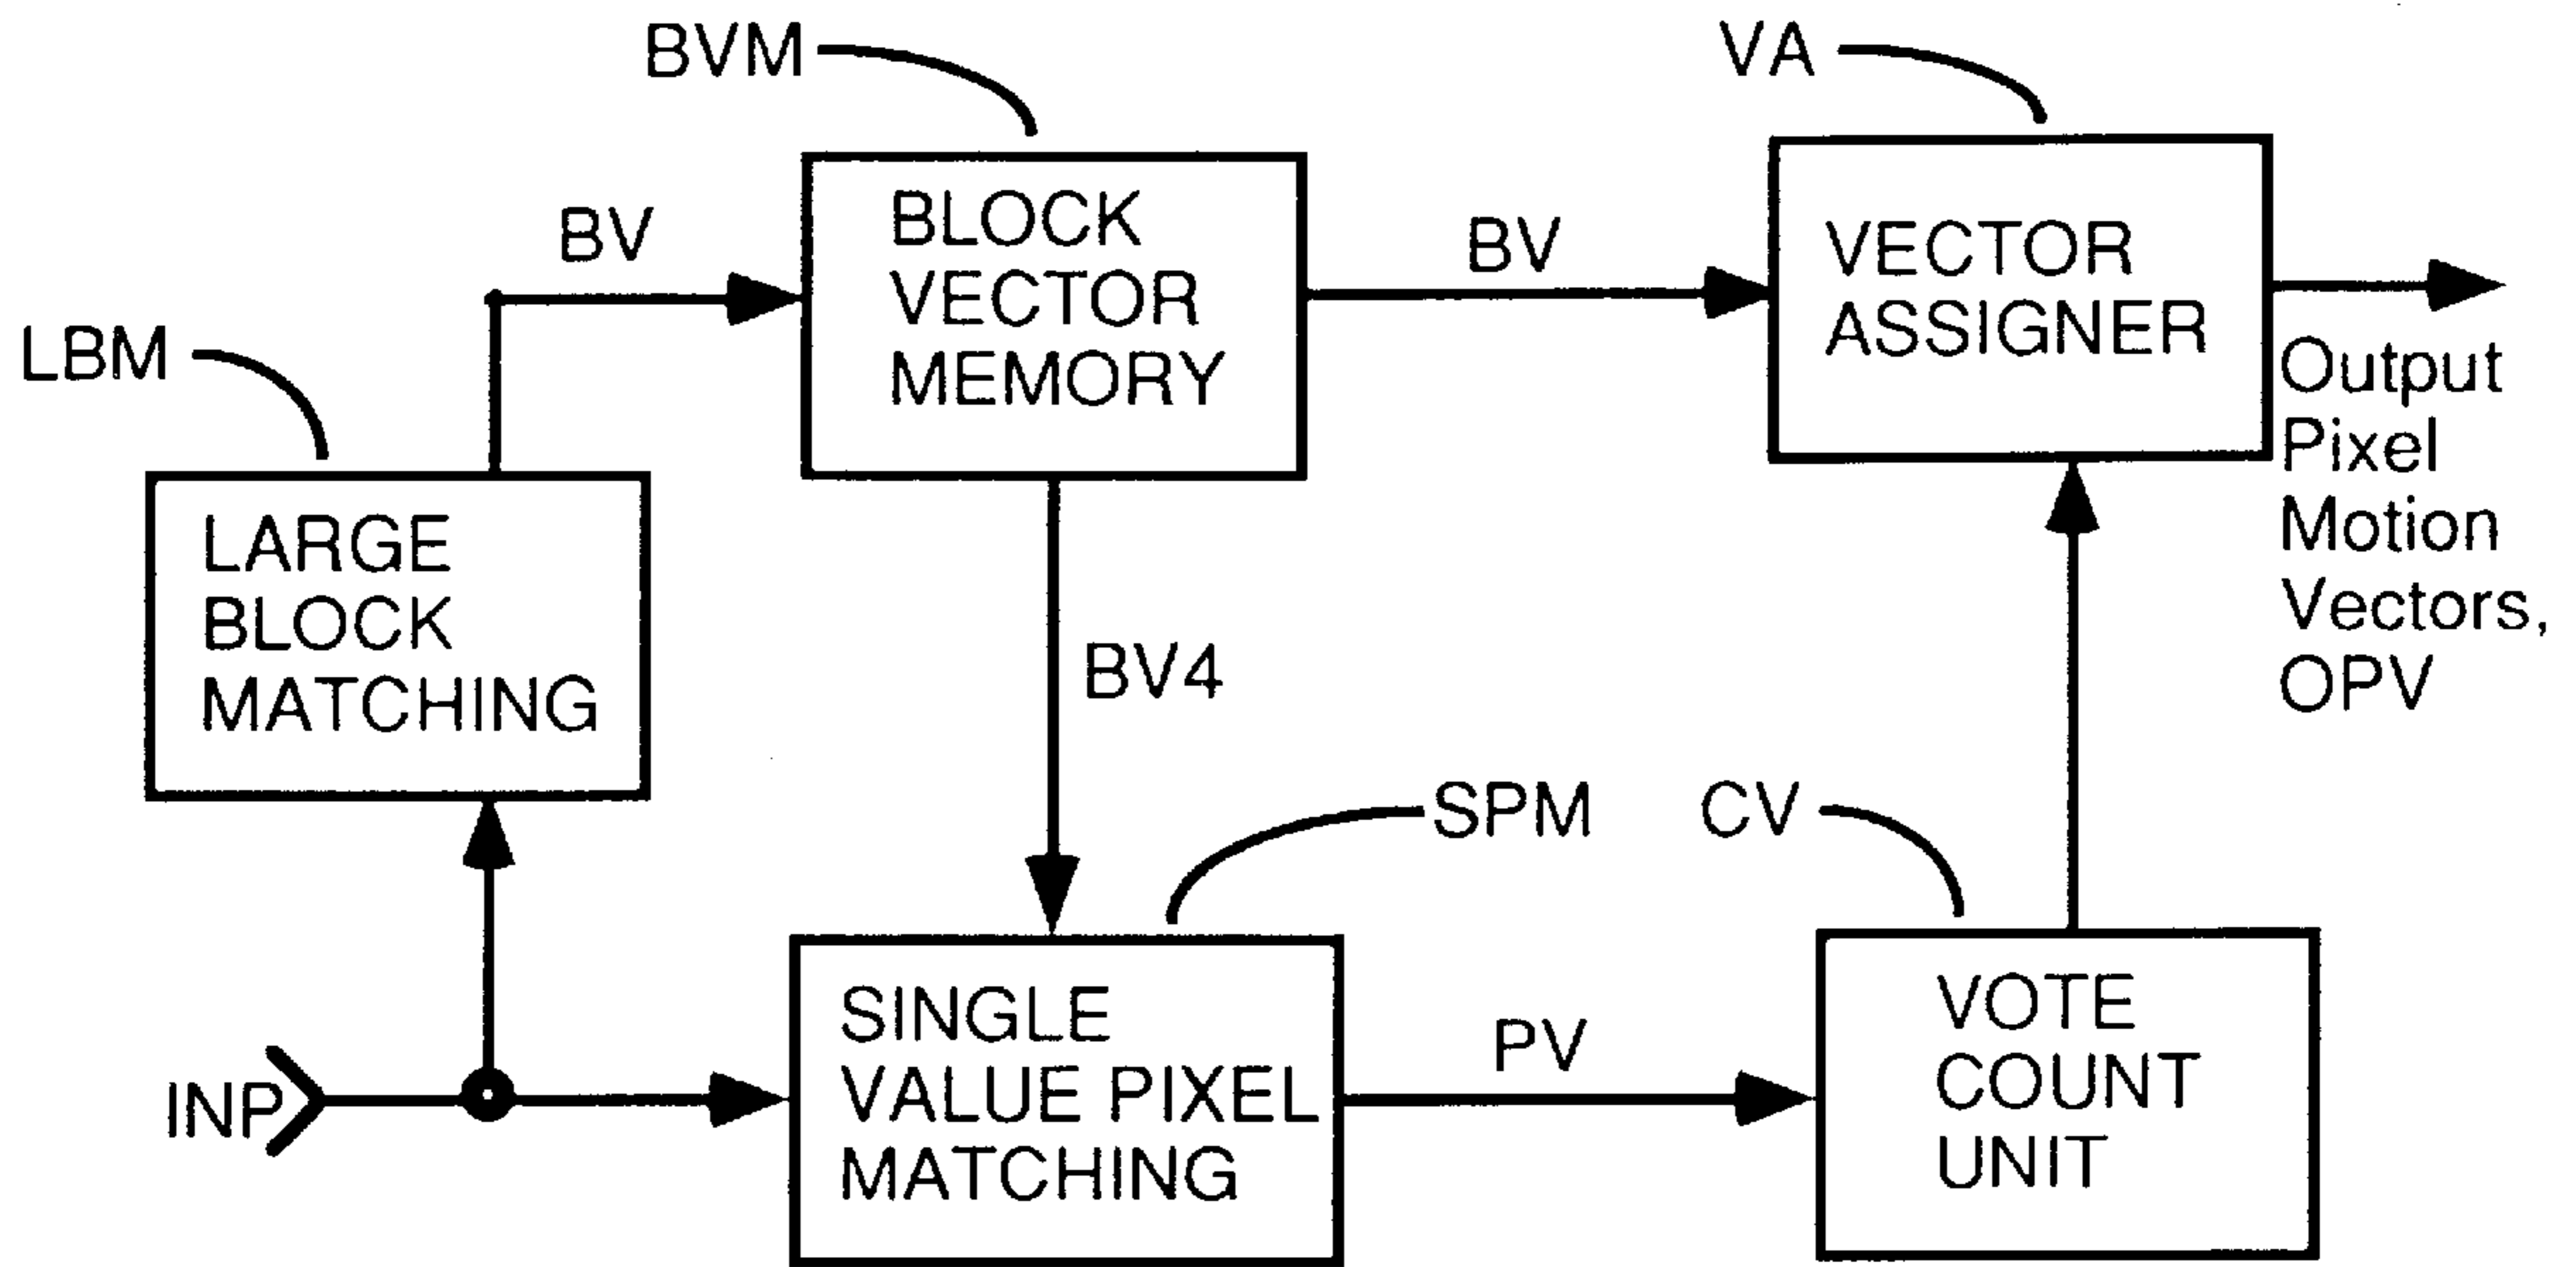 BVM
VA
BV
BLOCK
VECTOR
MEMORY
BV
VECTOR
ASSIGNER
LBM
Output
Pixel
Motion
Vectors,
OPV
LARGE
BLOCK
MATCHING
BV4
SPM
CV
INP
SINGLE
VALUE PIXEL
MATCHING
PV
VOTE
COUNT
UNIT